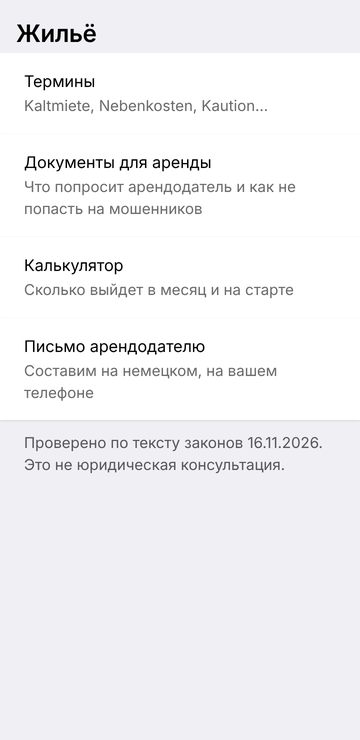 Жильё
Термины
Kaltmiete, Nebenkosten, Kaution...
Документы для аренды
Что попросит арендодатель и как не
попасть на мошенников
Калькулятор
Сколько выйдет в месяц и на старте
Письмо арендодателю
Составим на немецком, на вашем
телефоне
Проверено по тексту законов 16.11.2026.
Это не юридическая консультация.